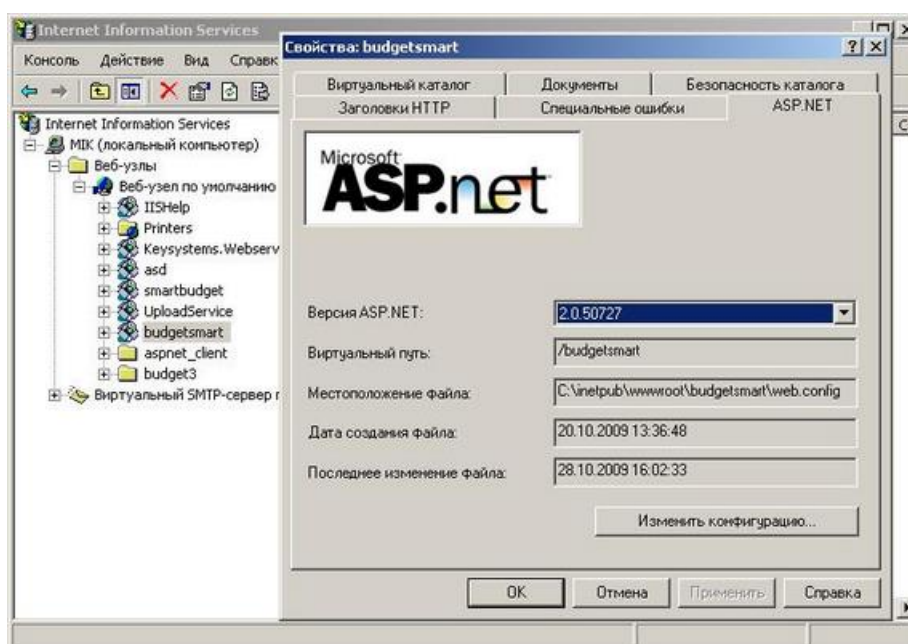 Internet Information Services
Консоль Действие Вид Справк
Internet Information Services
MIK (локальный компьютер)
Веб-узлы
Веб-узел по умолчанию
IISHelp
Printers
Keysystems.Webserv
asd
smartbudget
UploadService
budgetsmart
aspnet_client
budget3
Виртуальный SMTP-сервер п
Свойства: budgetsmart
Виртуальный каталог
Документы
Безопасность каталога
Заголовки HTTP
Специальные ошибки
ASP.NET
Microsoft
ASP.net
Версия ASP.NET:
2.0.50727
Виртуальный путь:
/budgetsmart
Местоположение файла:
C:\inetpub\wwwroot\budgetsmart\web.config
Дата создания файла:
20.10.2009 13:36:48
Последнее изменение файла:
28.10.2009 16:02:33
Изменить конфигурацию...
OK
Отмена
Применить
Справка